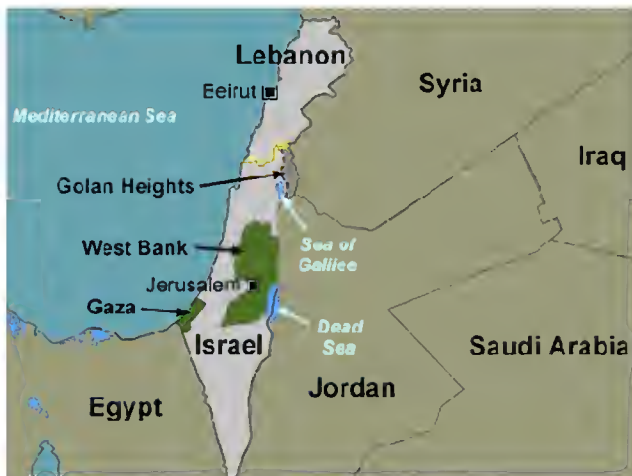 Lebanon
Beirut
Syria
Mediterranean Sea
Iraq
Golan Heights
West Bank
Sea of
Galilee
Jerusalem
Gaza
Israel
Dead
Sea
Saudi Arabia
Jordan
Egypt